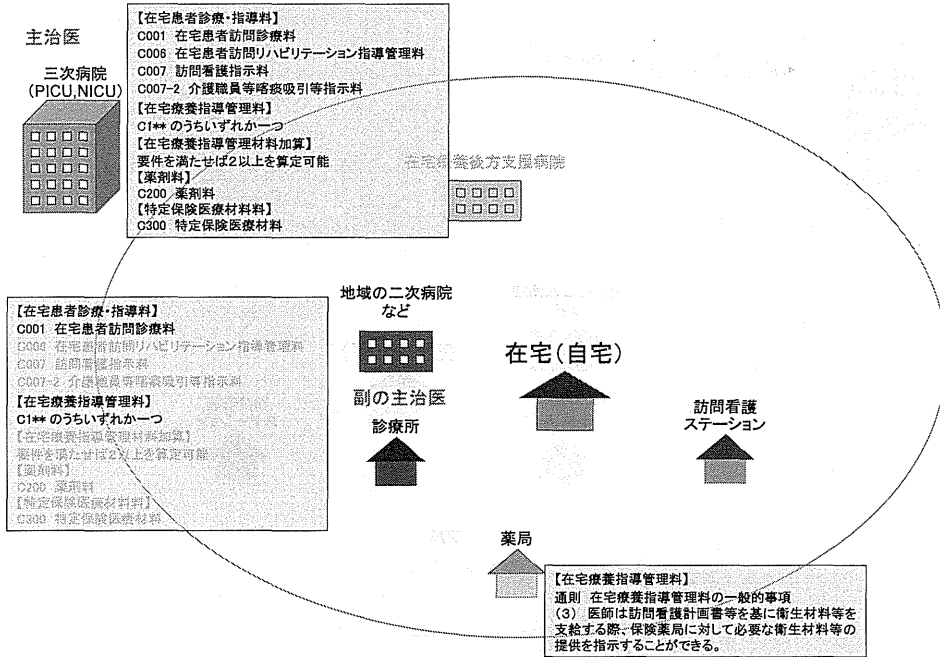 主治医
三次病院
(PICU,NICU)
【在宅患者診療・指導料】
C001 在宅患者訪問診療料
C006 在宅患者訪問リハビリテーション指導管理料
C007 訪問看護指示料
C007-2 介護職員等喀痰吸引等指示料
【在宅療養指導管理料】
C1** のうちいずれか一つ
【在宅療養指導管理材料加算】
要件を満たせば2以上を算定可能
【薬剤料】
C200 薬剤料
【特定保険医療材料料】
C300 特定保険医療材料
在宅療養後方支援病院
【在宅患者診療・指導料】
C001 在宅患者訪問診療料
C006 在宅患者訪問リハビリテーション指導管理料
C007 訪問看護指示料
C007-2 介護職員等喀痰吸引等指示料
【在宅療養指導管理料】
C1** のうちいずれか一つ
【在宅療養指導管理材料加算】
要件を満たせば2以上を算定可能
【薬剤料】
C200 薬剤料
【特定保険医療材料料】
C300 特定保険医療材料
地域の二次病院
など
副の主治医
診療所
在宅(自宅)
訪問看護
ステーション
薬局
【在宅療養指導管理料】
通則 在宅療養指導管理料の一般的事項
(3) 医師は訪問看護計画書等を基に衛生材料等を
支給する際、保険薬局に対して必要な衛生材料等の
提供を指示することができる。